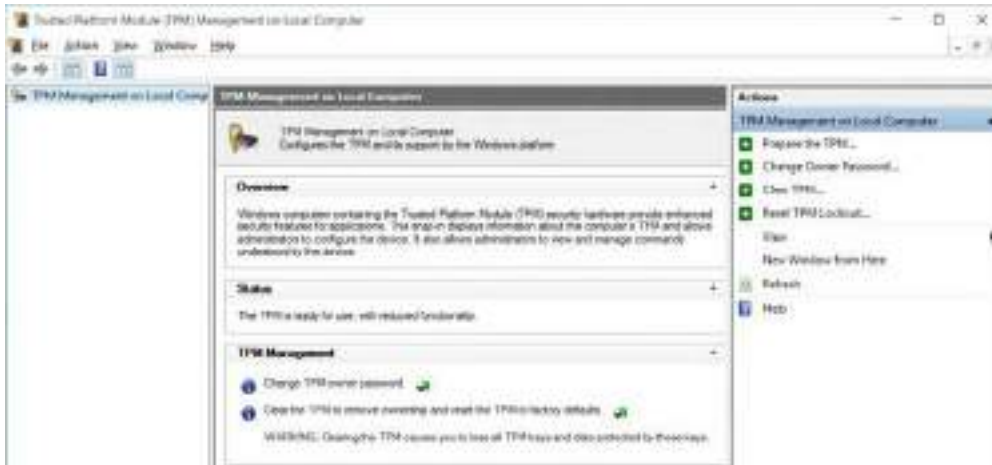 Trusted Platform Module (TPM) Management on Local Computer
File Action View Window Help
TPM Management on Local Comp
TPM Management on Local Computer
TPM Management on Local Computer
Configures the TPM and its support by the Windows platform
Overview
Windows computers containing the Trusted Platform Module (TPM) security hardware provide enhanced
security features for applications. This snap-in displays information about the computer's TPM and allows
administrators to configure the device. It also allows administrators to view and manage commands
understood by the device.
Status
The TPM is ready for use, with reduced functionality.
TPM Management
Change TPM owner password.
Clear the TPM to remove ownership and reset the TPM to factory defaults.
WARNING: Clearing the TPM causes you to lose all TPM keys and data protected by those keys.
Actions
TPM Management on Local Computer
Prepare the TPM...
Change Owner Password...
Clear TPM...
Reset TPM Lockout...
View
New Window from Here
Refresh
Help